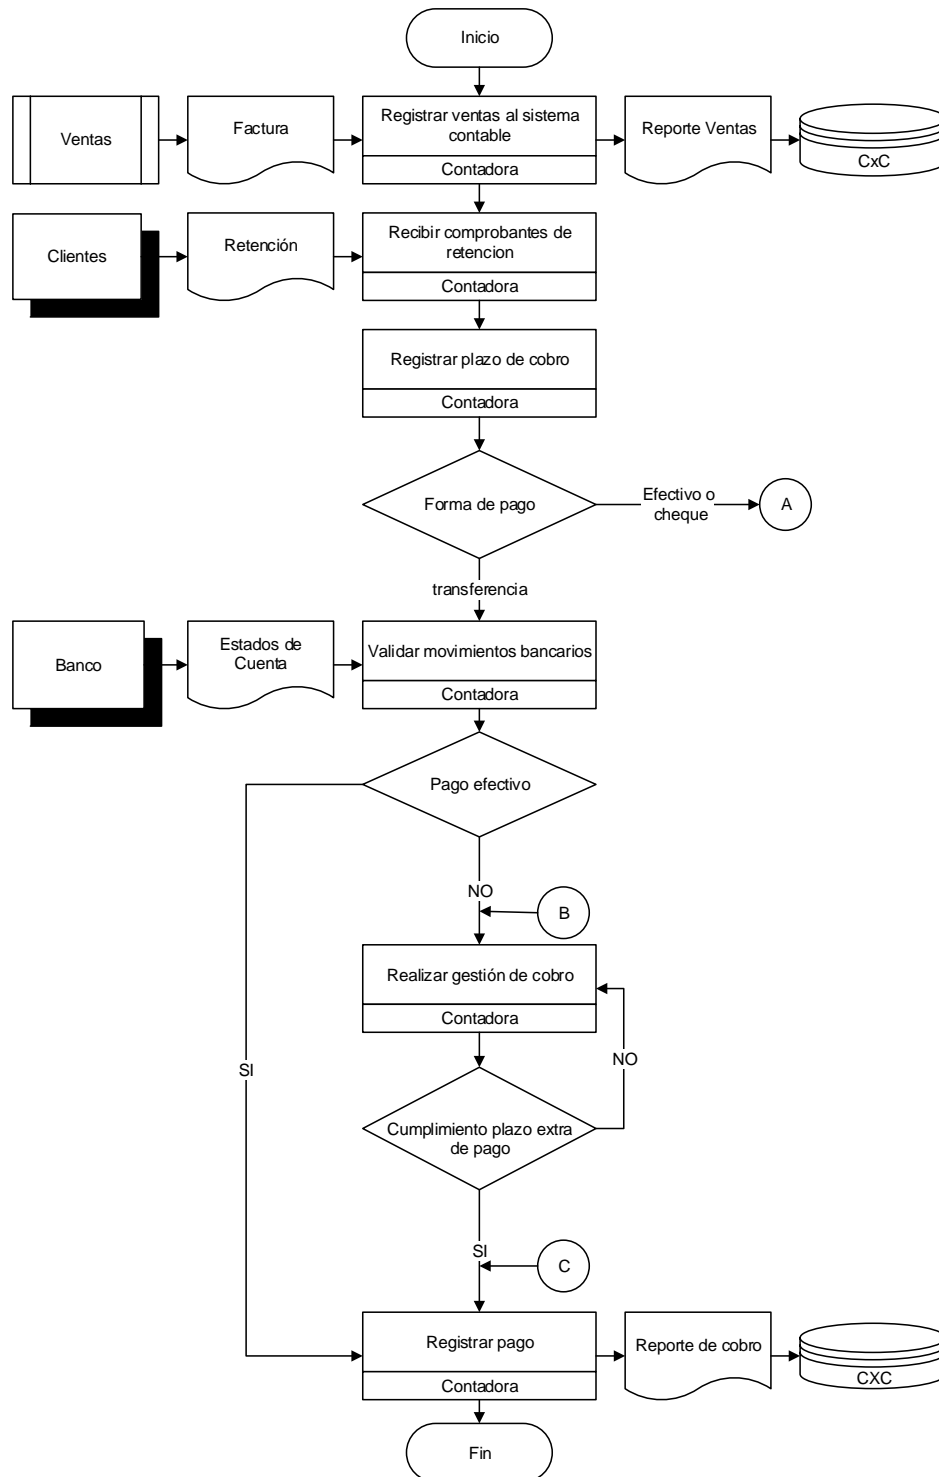 Inicio
Ventas
Factura
Registrar ventas al sistema
contable
Contadora
Reporte Ventas
CxC
Clientes
Retención
Recibir comprobantes de
retencion
Contadora
Registrar plazo de cobro
Contadora
Forma de pago
Efectivo o
cheque
A
transferencia
Banco
Estados de
Cuenta
Validar movimientos bancarios
Contadora
Pago efectivo
NO
B
Realizar gestión de cobro
Contadora
NO
SI
Cumplimiento plazo extra
de pago
SI
C
Registrar pago
Contadora
Reporte de cobro
CXC
Fin